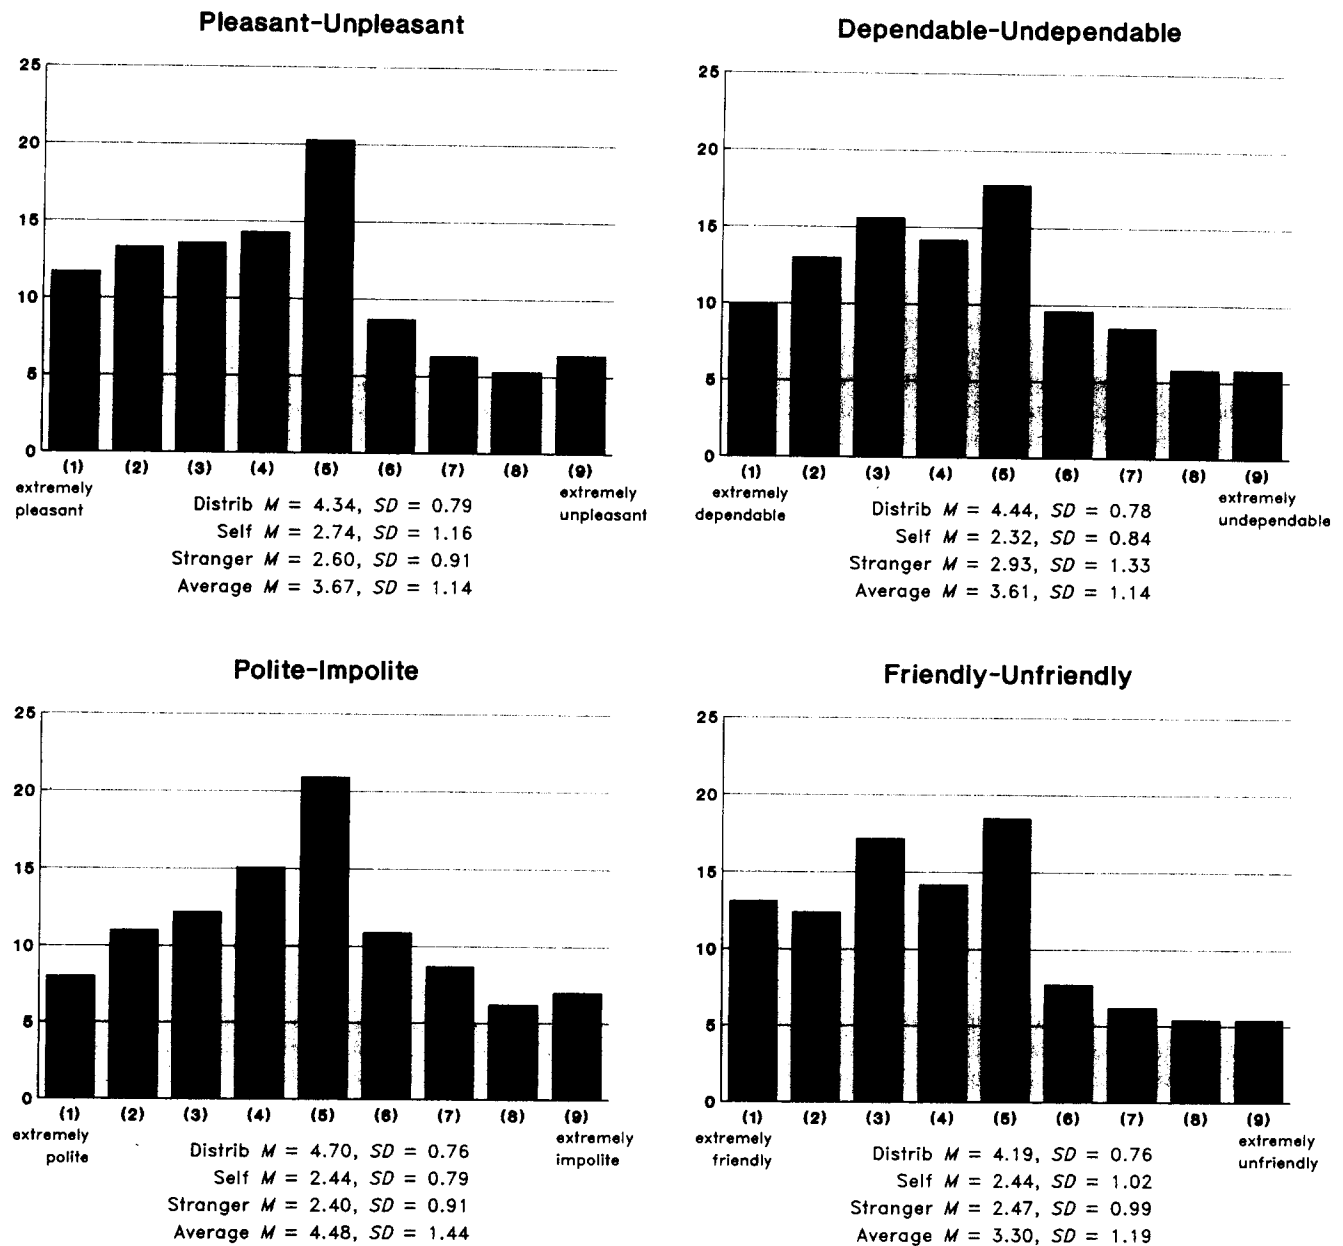 Pleasant-Unpleasant
25
20
15
10
5
0
(1) (2) (3) (4) (5) (6) (7) (8) (9)
extremely pleasant
extremely unpleasant
Distrib M = 4.34, SD = 0.79
Self M = 2.74, SD = 1.16
Stranger M = 2.60, SD = 0.91
Average M = 3.67, SD = 1.14
Dependable-Undependable
25
20
15
10
5
0
(1) (2) (3) (4) (5) (6) (7) (8) (9)
extremely dependable
extremely undependable
Distrib M = 4.44, SD = 0.78
Self M = 2.32, SD = 0.84
Stranger M = 2.93, SD = 1.33
Average M = 3.61, SD = 1.14
Polite-Impolite
25
20
15
10
5
0
(1) (2) (3) (4) (5) (6) (7) (8) (9)
extremely polite
extremely impolite
Distrib M = 4.70, SD = 0.76
Self M = 2.44, SD = 0.79
Stranger M = 2.40, SD = 0.91
Average M = 4.48, SD = 1.44
Friendly-Unfriendly
25
20
15
10
5
0
(1) (2) (3) (4) (5) (6) (7) (8) (9)
extremely friendly
extremely unfriendly
Distrib M = 4.19, SD = 0.76
Self M = 2.44, SD = 1.02
Stranger M = 2.47, SD = 0.99
Average M = 3.30, SD = 1.19